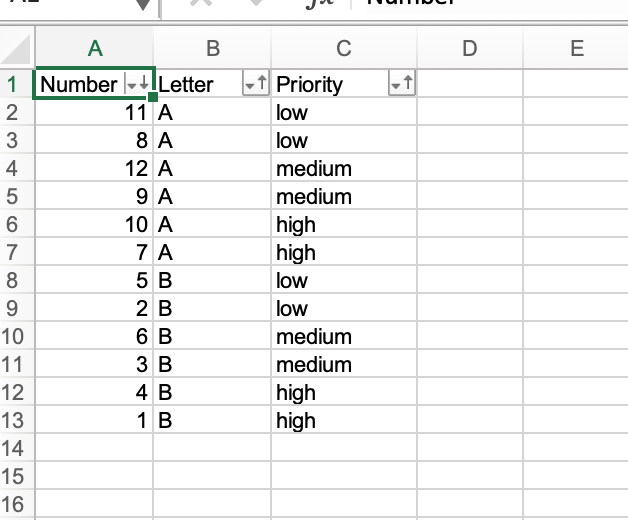 fx Number
A B C D E
1 Number Letter Priority
2 11 A low
3 8 A low
4 12 A medium
5 9 A medium
6 10 A high
7 7 A high
8 5 B low
9 2 B low
10 6 B medium
11 3 B medium
12 4 B high
13 1 B high
14
15
16